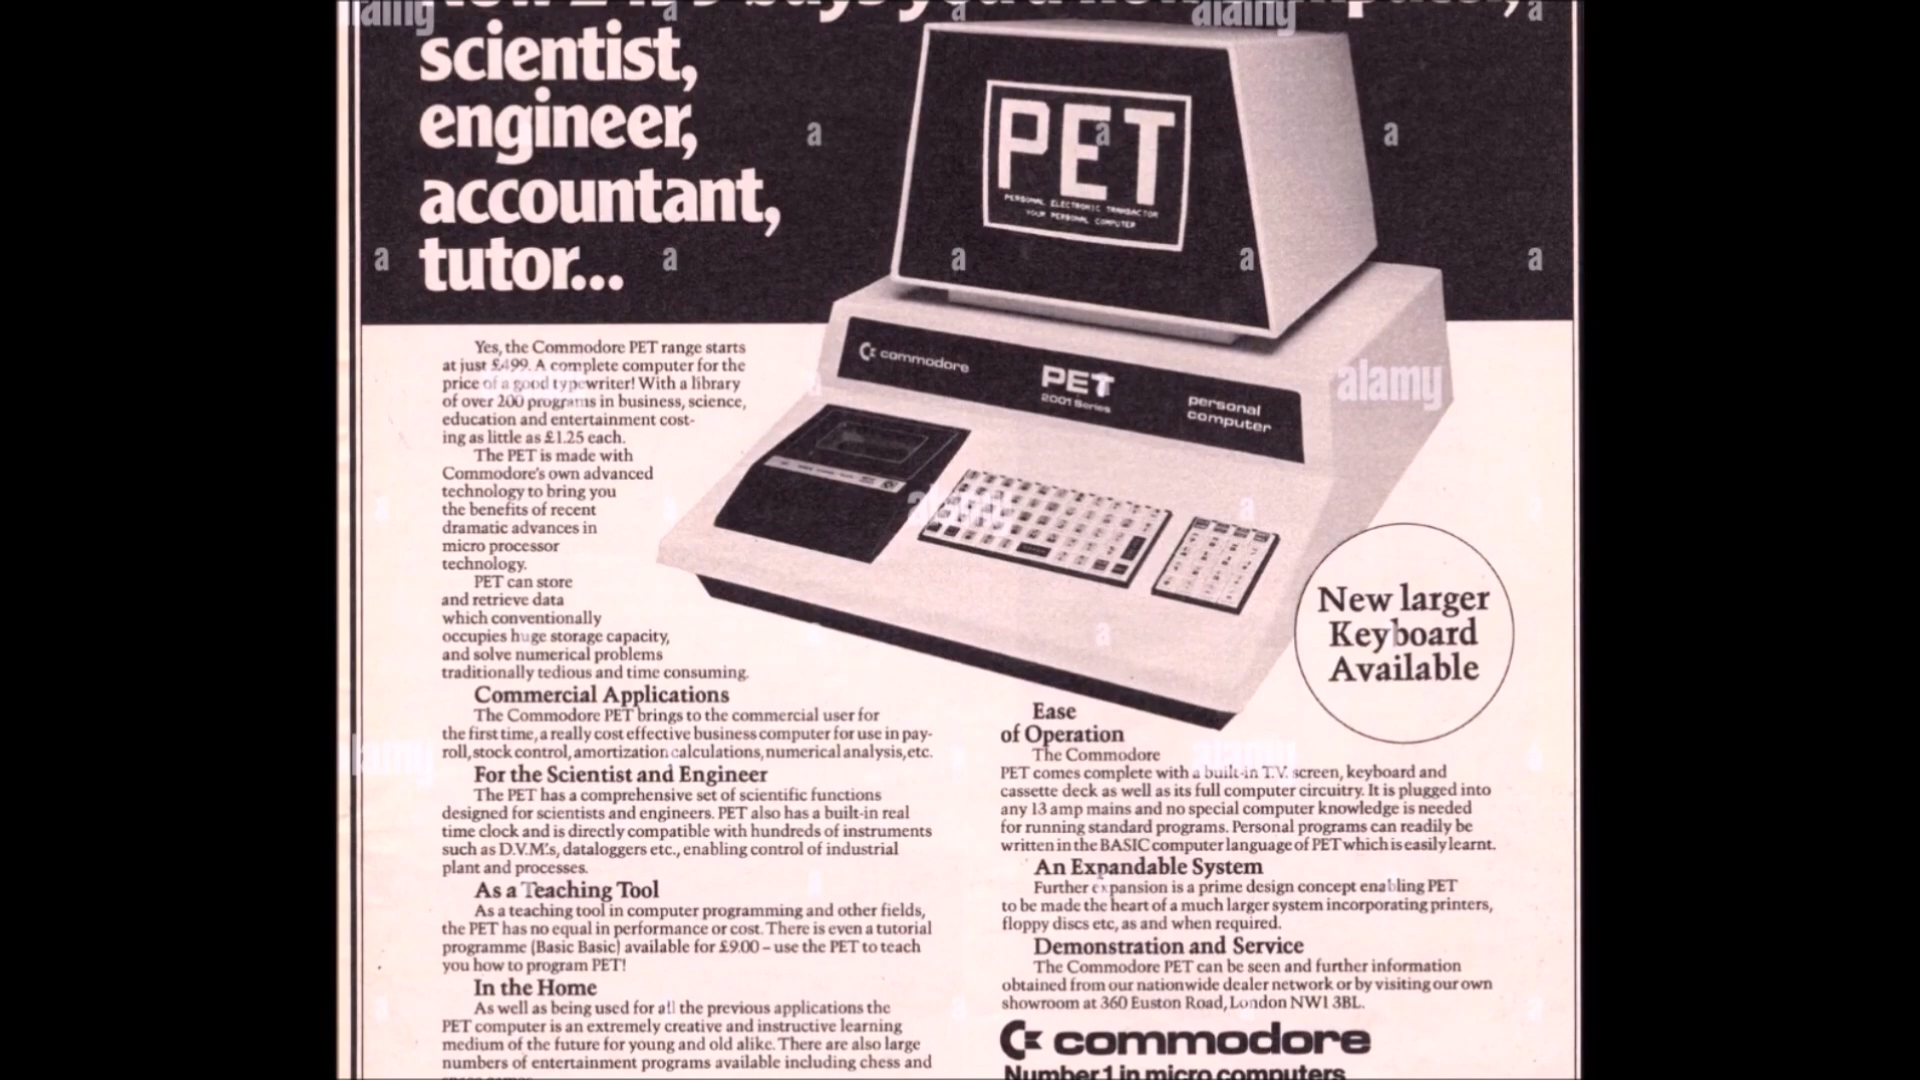 scientist,
engineer,
accountant,
tutor...
PET
PERSONAL ELECTRONIC TRANSACTOR
YOUR PERSONAL COMPUTER
commodore
PET
2001 Series
personal
computer
Yes, the Commodore PET range starts
at just £499. A complete computer for the
price of a good typewriter! With a library
of over 200 programs in business, science,
education and entertainment cost-
ing as little as £1.25 each.
The PET is made with
Commodore's own advanced
technology to bring you
the benefits of recent
dramatic advances in
micro processor
technology.
PET can store
and retrieve data
which conventionally
occupies huge storage capacity,
and solve numerical problems
traditionally tedious and time consuming.
Commercial Applications
The Commodore PET brings to the commercial user for
the first time, a really cost effective business computer for use in pay-
roll, stock control, amortization calculations, numerical analysis, etc.
For the Scientist and Engineer
The PET has a comprehensive set of scientific functions
designed for scientists and engineers. PET also has a built-in real
time clock and is directly compatible with hundreds of instruments
such as D.V.M's, dataloggers etc., enabling control of industrial
plant and processes.
As a Teaching Tool
As a teaching tool in computer programming and other fields,
the PET has no equal in performance or cost. There is even a tutorial
programme (Basic Basic) available for £9.00 – use the PET to teach
you how to program PET!
In the Home
As well as being used for all the previous applications the
PET computer is an extremely creative and instructive learning
medium of the future for young and old alike. There are also large
numbers of entertainment programs available including chess and
New larger
Keyboard
Available
Ease
of Operation
The Commodore
PET comes complete with a built-in T.V. screen, keyboard and
cassette deck as well as its full computer circuitry. It is plugged into
any 13 amp mains and no special computer knowledge is needed
for running standard programs. Personal programs can readily be
written in the BASIC computer language of PET which is easily learnt.
An Expandable System
Further expansion is a prime design concept enabling PET
to be made the heart of a much larger system incorporating printers,
floppy discs etc, as and when required.
Demonstration and Service
The Commodore PET can be seen and further information
obtained from our nationwide dealer network or by visiting our own
showroom at 360 Euston Road, London NW1 3BL.
commodore
Number 1 in micro computers
alamy
alamy
alamy
alamy
alamy
alamy